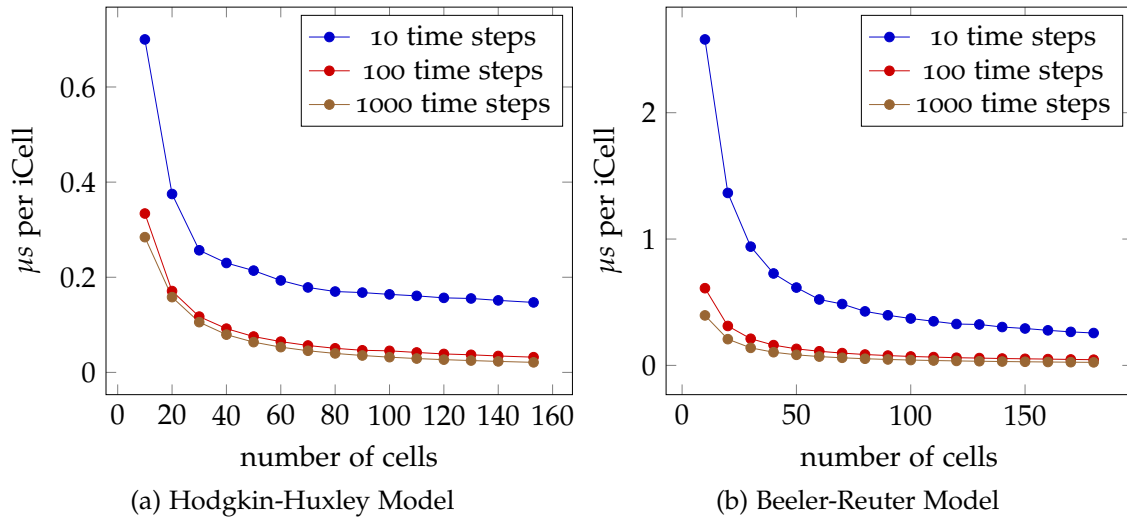 10 time steps
100 time steps
1000 time steps
0.6
0.4
0.2
0
μs per iCell
0 20 40 60 80 100 120 140 160
number of cells
(a) Hodgkin-Huxley Model
10 time steps
100 time steps
1000 time steps
2
1
0
μs per iCell
0 50 100 150
number of cells
(b) Beeler-Reuter Model